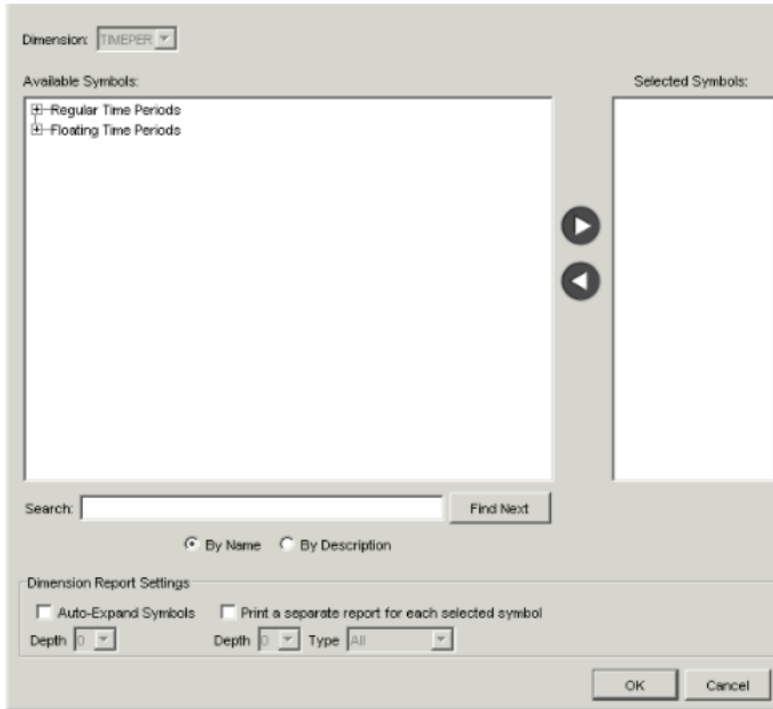 Dimension: TIMEPER
Available Symbols:
Selected Symbols:
Regular Time Periods
Floating Time Periods
Search:
Find Next
By Name By Description
Dimension Report Settings
Auto-Expand Symbols Print a separate report for each selected symbol
Depth 0 Depth 0 Type All
OK Cancel